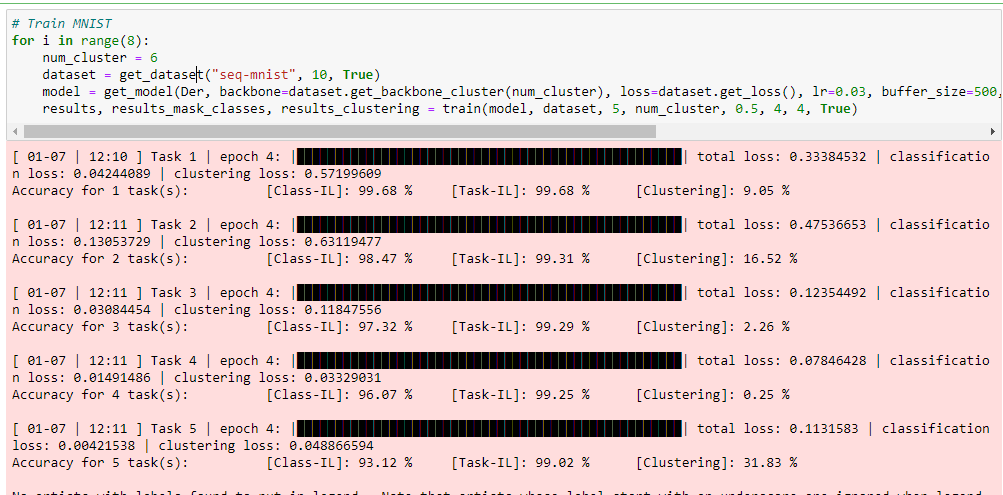 # Train MNIST
for i in range(8):
    num_cluster = 6
    dataset = get_dataset("seq-mnist", 10, True)
    model = get_model(Der, backbone=dataset.get_backbone_cluster(num_cluster), loss=dataset.get_loss(), lr=0.03, buffer_size=500,
    results, results_mask_classes, results_clustering = train(model, dataset, 5, num_cluster, 0.5, 4, 4, True)
[ 01-07 | 12:10 ] Task 1 | epoch 4: | | total loss: 0.33384532 | classificatio
n loss: 0.04244089 | clustering loss: 0.57199609
Accuracy for 1 task(s): [Class-IL]: 99.68 % [Task-IL]: 99.68 % [Clustering]: 9.05 %
[ 01-07 | 12:11 ] Task 2 | epoch 4: | | total loss: 0.47536653 | classificatio
n loss: 0.13053729 | clustering loss: 0.63119477
Accuracy for 2 task(s): [Class-IL]: 98.47 % [Task-IL]: 99.31 % [Clustering]: 16.52 %
[ 01-07 | 12:11 ] Task 3 | epoch 4: | | total loss: 0.12354492 | classificatio
n loss: 0.03084454 | clustering loss: 0.11847556
Accuracy for 3 task(s): [Class-IL]: 97.32 % [Task-IL]: 99.29 % [Clustering]: 2.26 %
[ 01-07 | 12:11 ] Task 4 | epoch 4: | | total loss: 0.07846428 | classificatio
n loss: 0.01491486 | clustering loss: 0.03329031
Accuracy for 4 task(s): [Class-IL]: 96.07 % [Task-IL]: 99.25 % [Clustering]: 0.25 %
[ 01-07 | 12:11 ] Task 5 | epoch 4: | | total loss: 0.1131583 | classification
loss: 0.00421538 | clustering loss: 0.048866594
Accuracy for 5 task(s): [Class-IL]: 93.12 % [Task-IL]: 99.02 % [Clustering]: 31.83 %